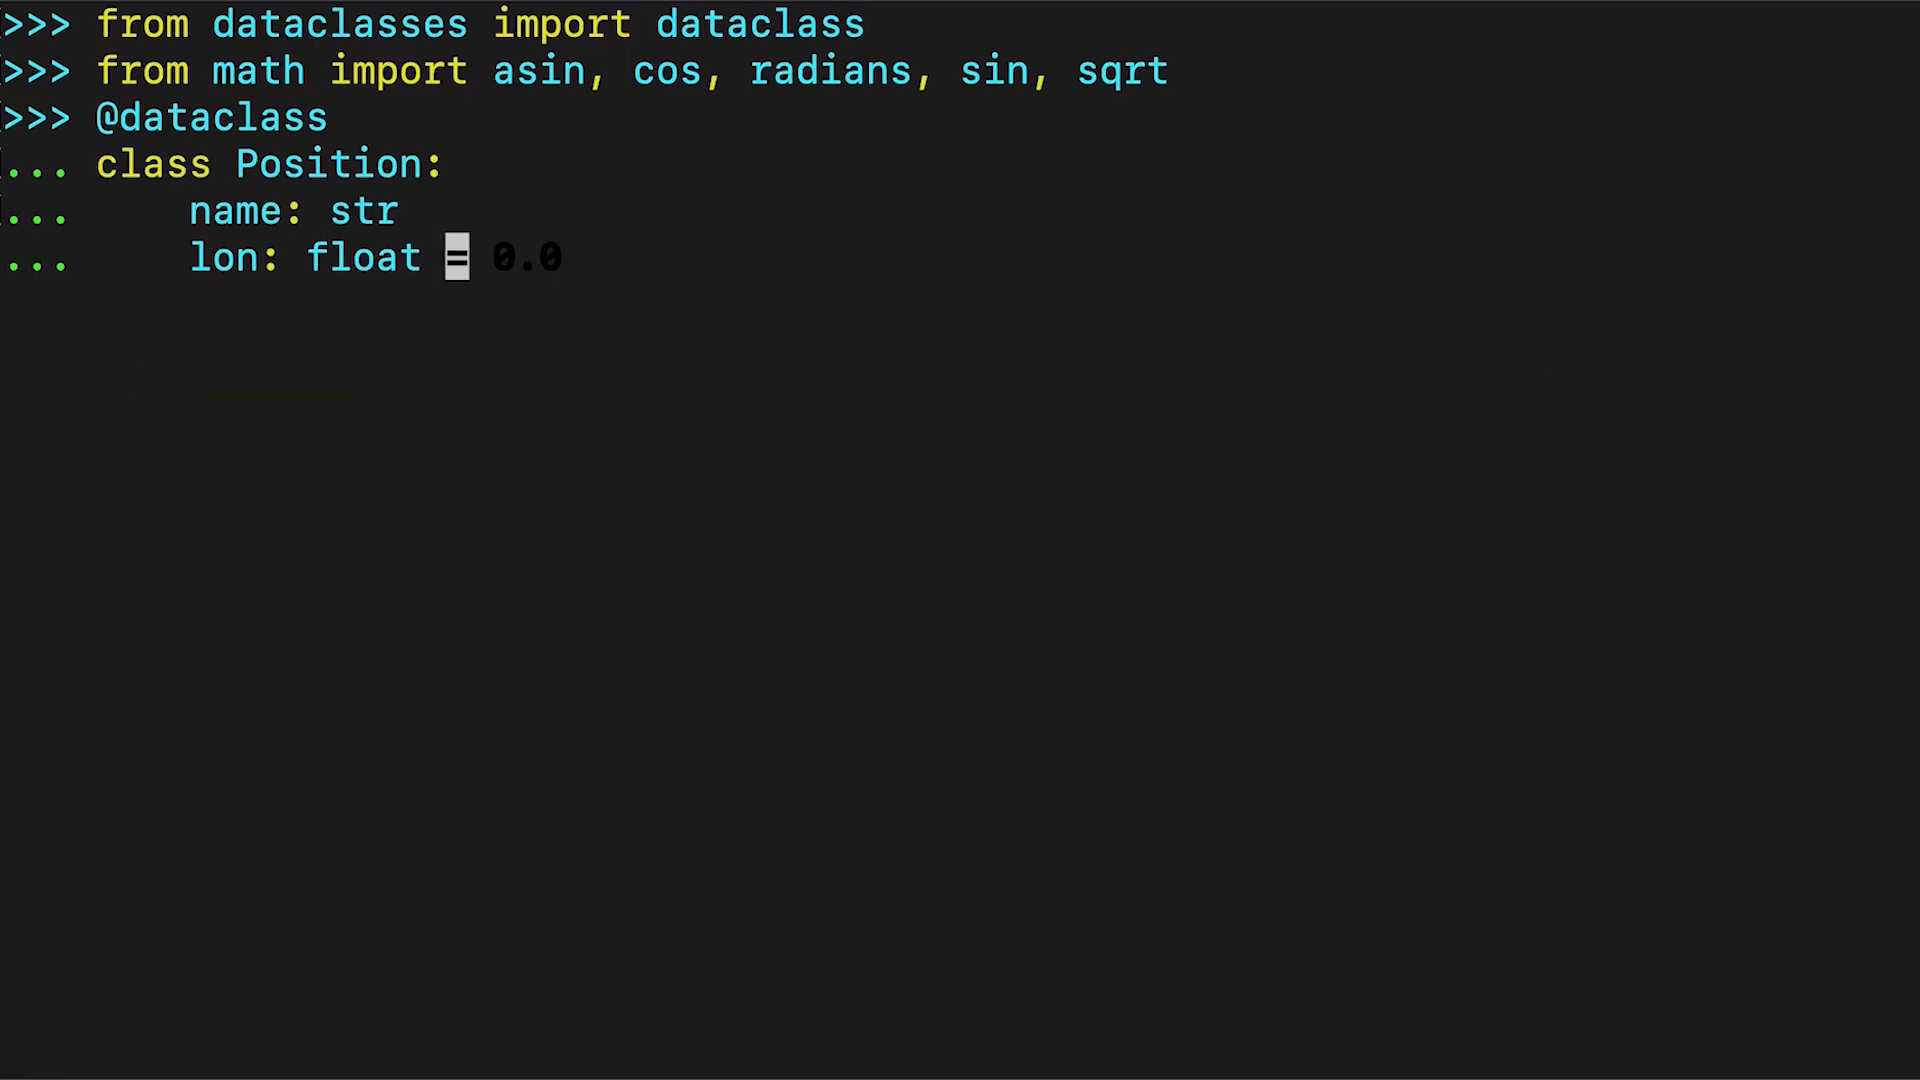 >>> from dataclasses import dataclass
>>> from math import asin, cos, radians, sin, sqrt
>>> @dataclass
... class Position:
...     name: str
...     lon: float = 0.0